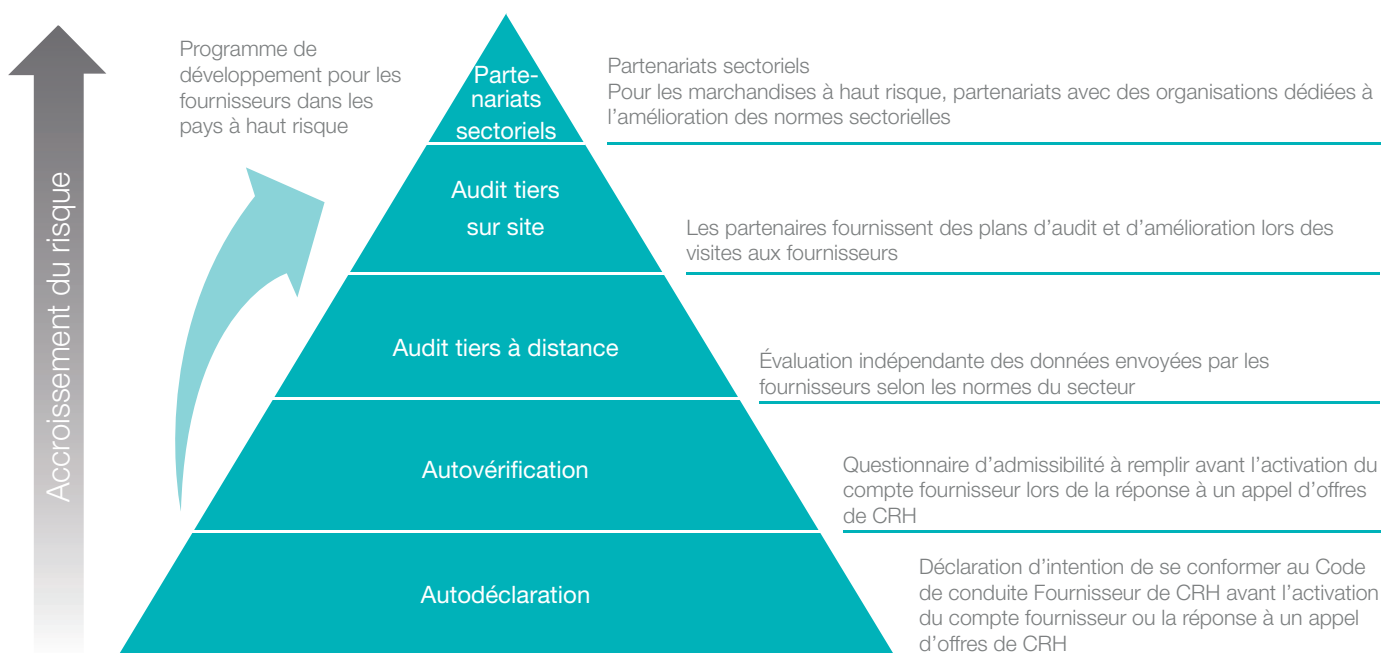 Accroissement du risque
Programme de
développement pour les
fournisseurs dans les
pays à haut risque
Parte-
nariats
sectoriels
Partenariats sectoriels
Pour les marchandises à haut risque, partenariats avec des organisations dédiées à
l’amélioration des normes sectorielles
Audit tiers
sur site
Les partenaires fournissent des plans d’audit et d’amélioration lors des
visites aux fournisseurs
Audit tiers à distance
Évaluation indépendante des données envoyées par les
fournisseurs selon les normes du secteur
Autovérification
Questionnaire d’admissibilité à remplir avant l’activation du
compte fournisseur lors de la réponse à un appel d’offres
de CRH
Autodéclaration
Déclaration d’intention de se conformer au Code
de conduite Fournisseur de CRH avant l’activation
du compte fournisseur ou la réponse à un appel
d’offres de CRH